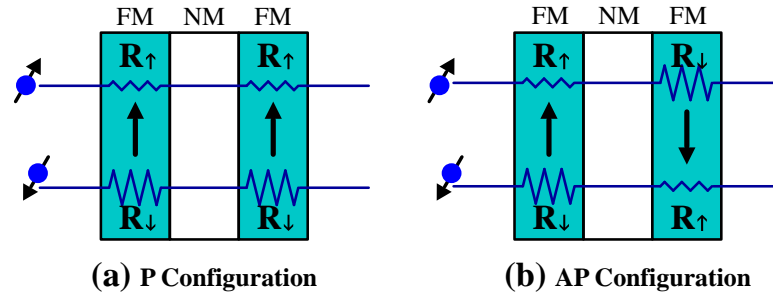 FM NM FM FM NM FM
R↑ R↑ R↑ R↓
R↓ R↓ R↓ R↑
(a) P Configuration (b) AP Configuration